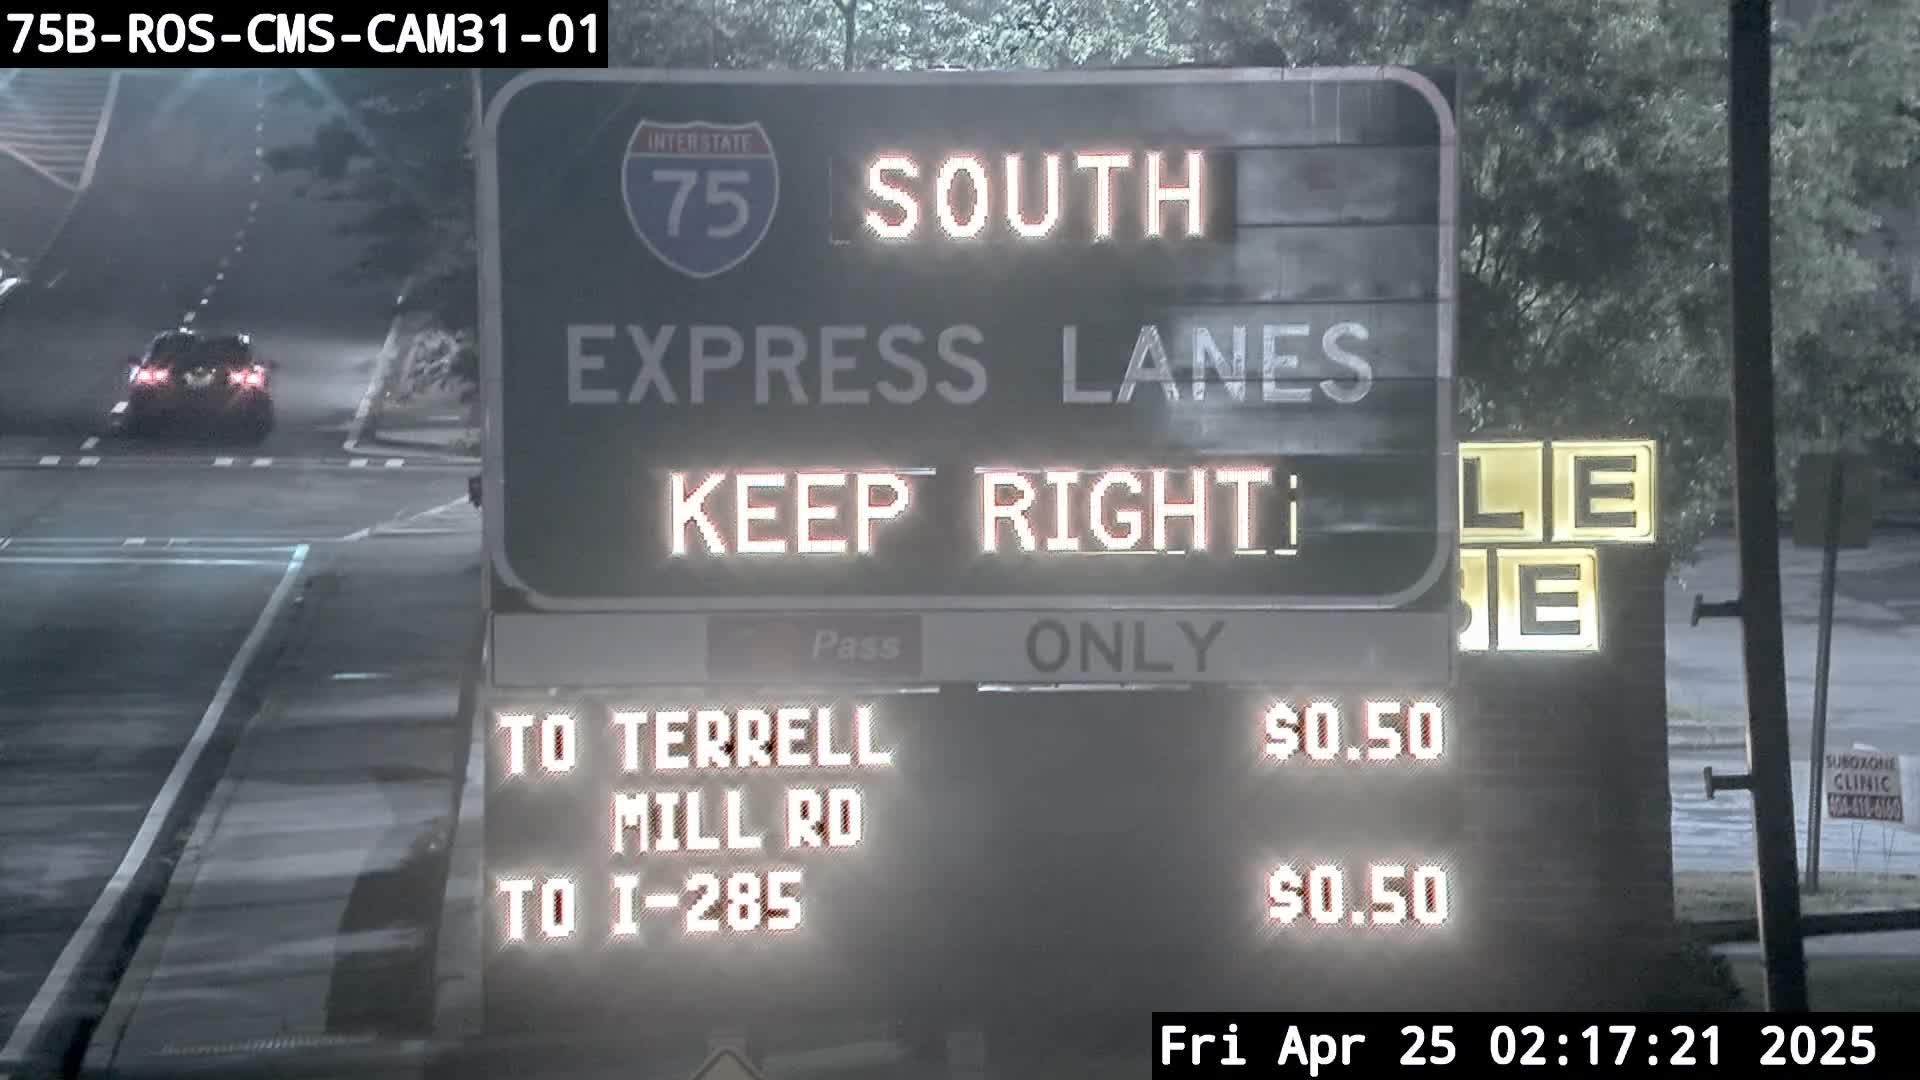 75B-ROS-CMS-CAM31-01
INTERSTATE
75
SOUTH
EXPRESS LANES
KEEP RIGHT
Pass ONLY
LE
E
TO TERRELL $0.50
MILL RD
TO I-285 $0.50
SUBOXONE
CLINIC
Fri Apr 25 02:17:21 2025